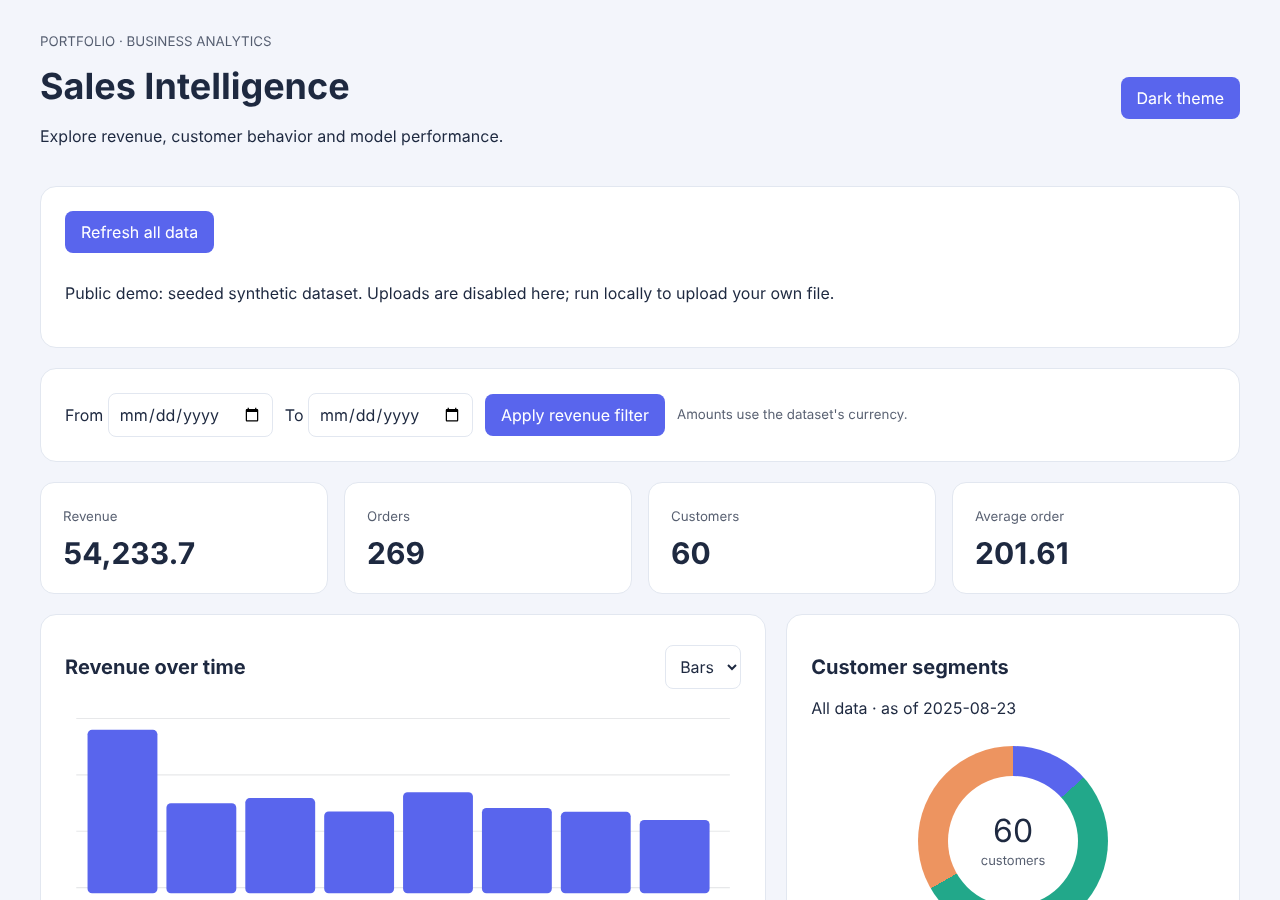 PORTFOLIO · BUSINESS ANALYTICS
Sales Intelligence
Dark theme
Explore revenue, customer behavior and model performance.
Refresh all data
Public demo: seeded synthetic dataset. Uploads are disabled here; run locally to upload your own file.
From mm/dd/yyyy To mm/dd/yyyy Apply revenue filter Amounts use the dataset's currency.
Revenue
54,233.7
Orders
269
Customers
60
Average order
201.61
Revenue over time
Bars
Customer segments
All data · as of 2025-08-23
60
customers